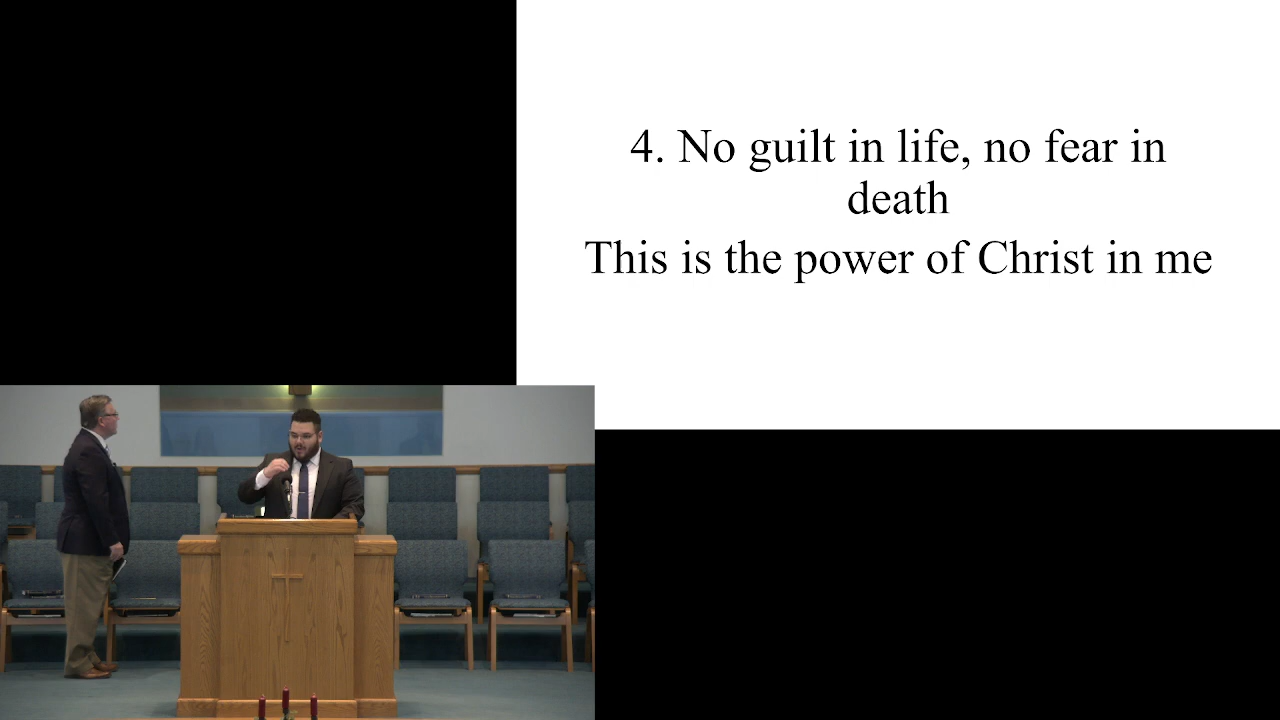 4. No guilt in life, no fear in
death
This is the power of Christ in me